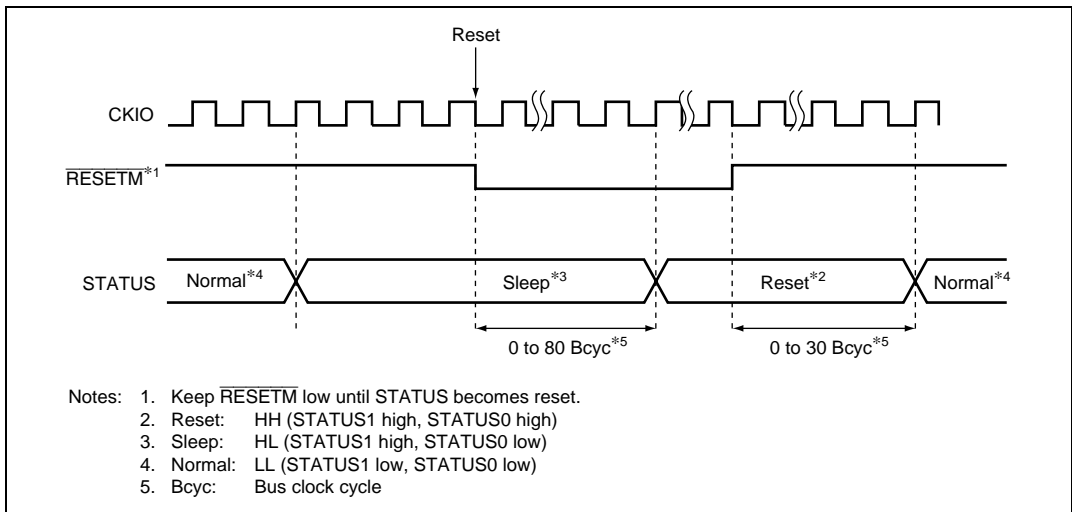 Reset
CKIO
RESETM*1
STATUS Normal*4 Sleep*3 Reset*2 Normal*4
0 to 80 Bcyc*5 0 to 30 Bcyc*5
Notes: 1. Keep RESETM low until STATUS becomes reset.
2. Reset: HH (STATUS1 high, STATUS0 high)
3. Sleep: HL (STATUS1 high, STATUS0 low)
4. Normal: LL (STATUS1 low, STATUS0 low)
5. Bcyc: Bus clock cycle